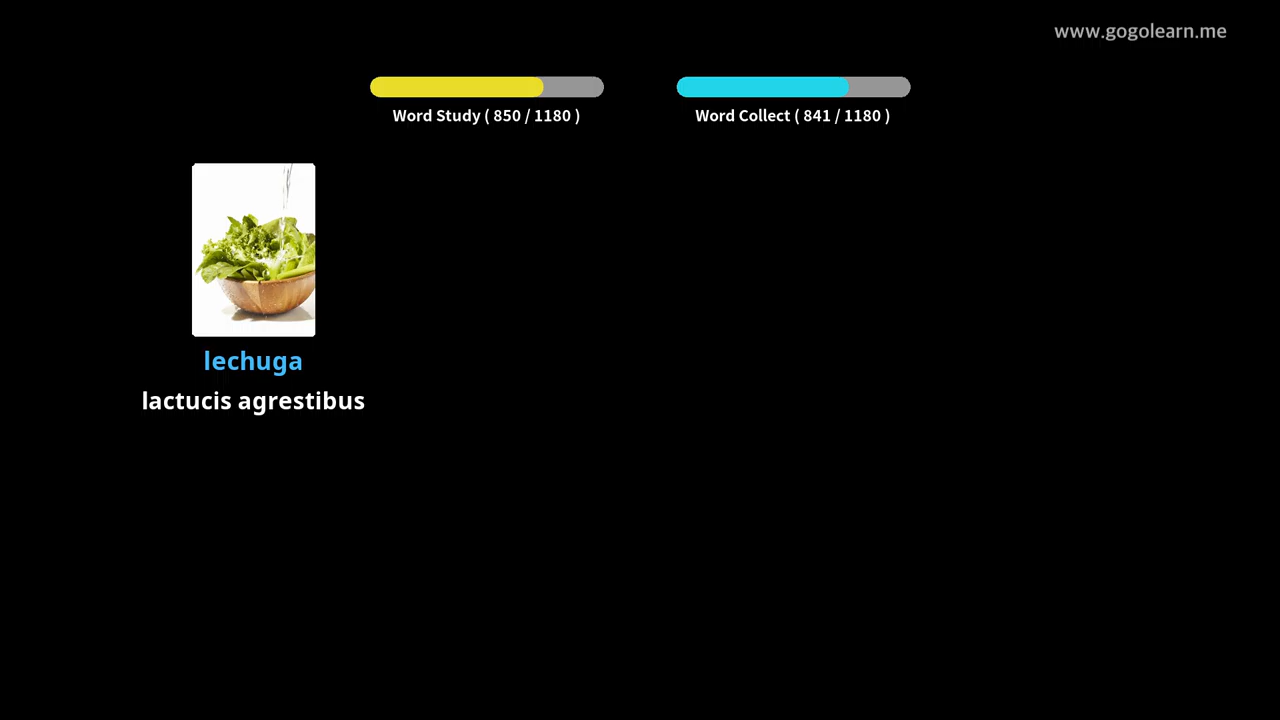 www.gogolearn.me
Word Study ( 850 / 1180 )
Word Collect ( 841 / 1180 )
lechuga
lactucis agrestibus